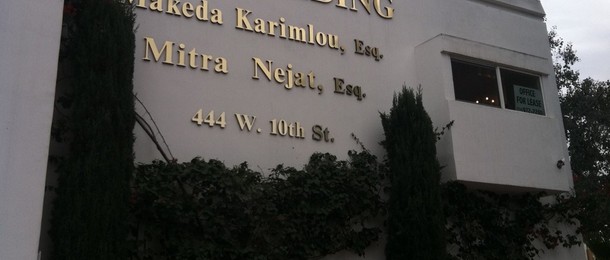 Makeda Karimlou, Esq.
Mitra Nejat, Esq.
444 W. 10th St.
OFFICE
FOR LEASE